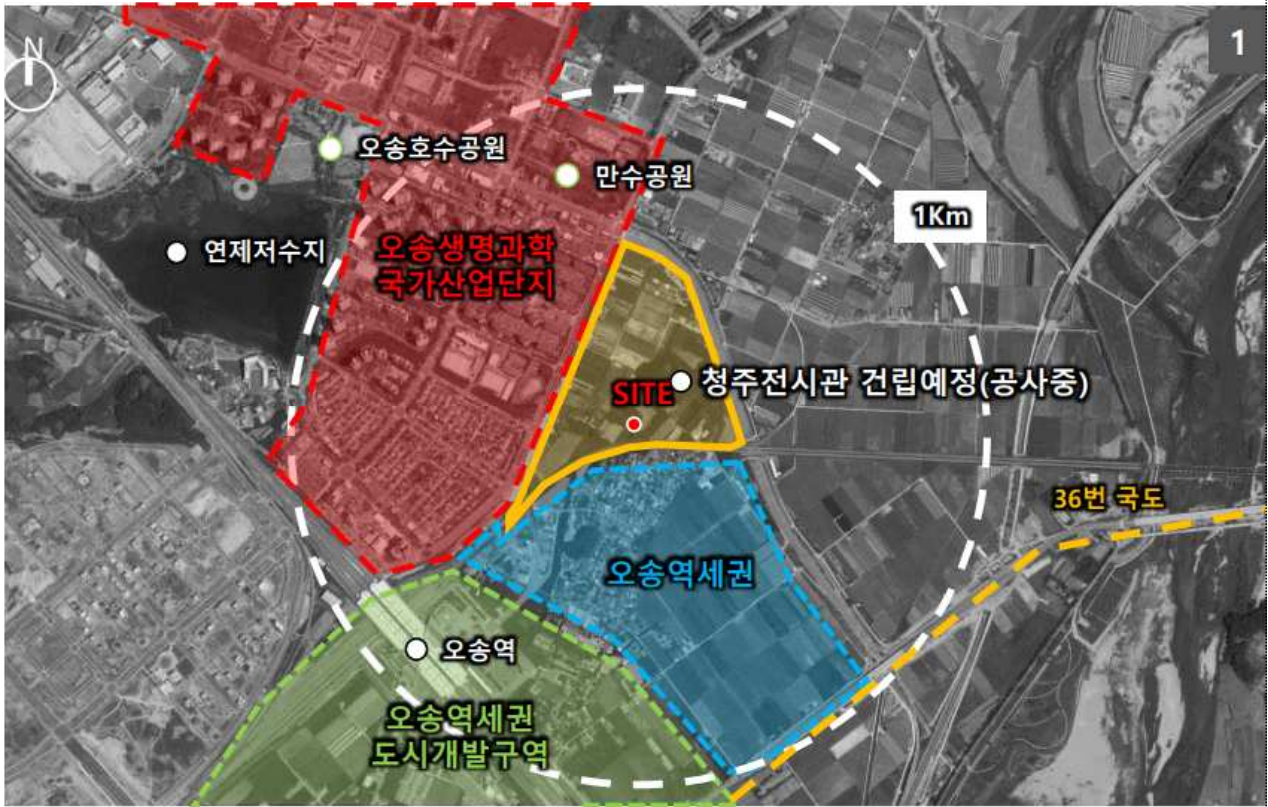 N
1
오송호수공원
만수공원
1Km
연제저수지
오송생명과학
국가산업단지
청주전시관 건립예정(공사중)
SITE
36번 국도
오송역세권
오송역
오송역세권
도시개발구역